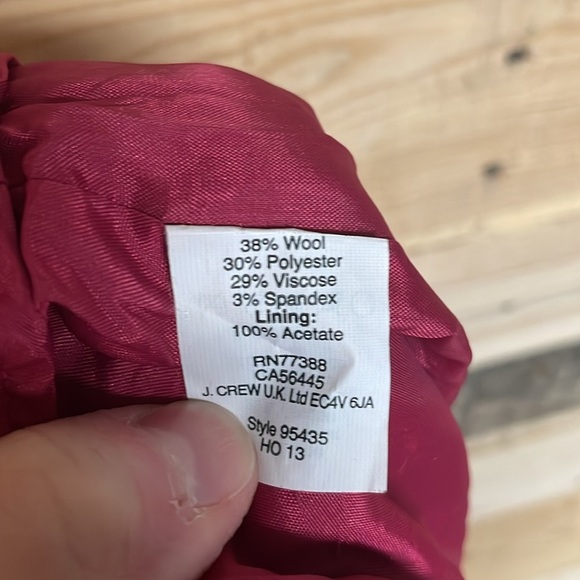 38% Wool
30% Polyester
29% Viscose
3% Spandex
Lining:
100% Acetate
RN77388
CA56445
J. CREW U.K. Ltd EC4V 6JA
Style 95435
HO 13